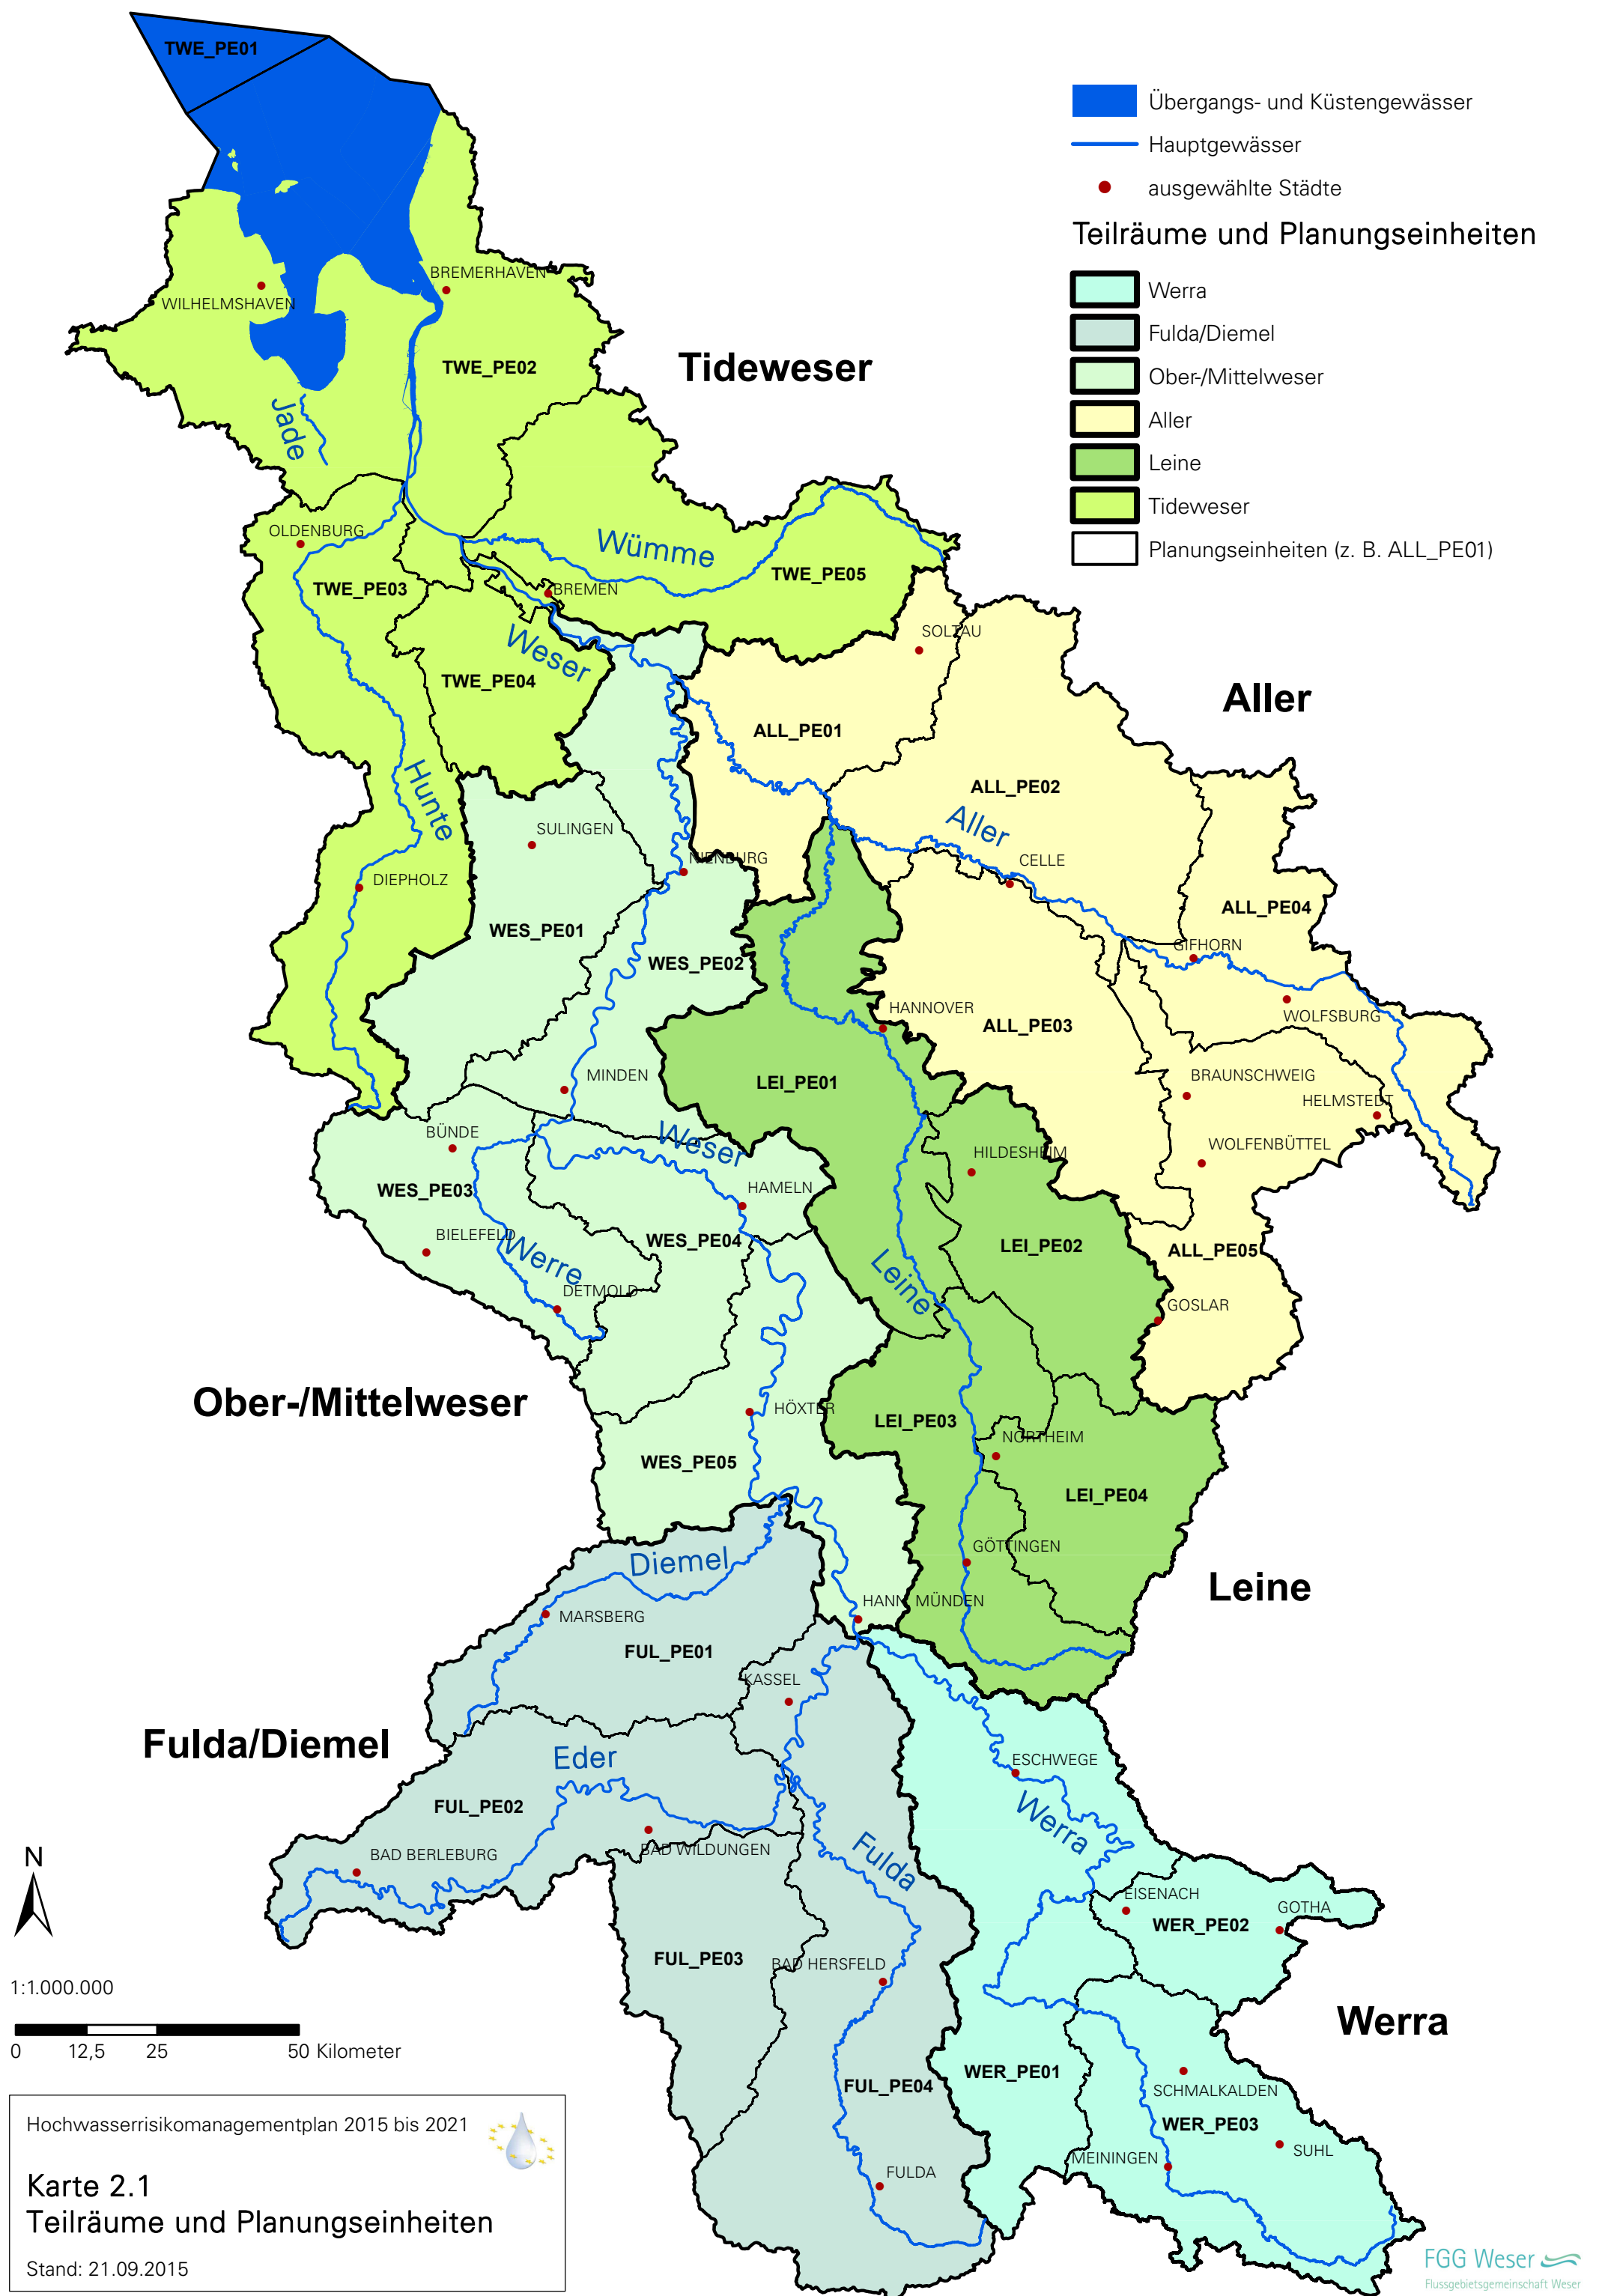 TWE_PE01
Übergangs- und Küstengewässer
Hauptgewässer
ausgewählte Städte
Teilräume und Planungseinheiten
Werra
Fulda/Diemel
Ober-/Mittelweser
Aller
Leine
Tideweser
Planungseinheiten (z. B. ALL_PE01)
BREMERHAVEN
WILHELMSHAVEN
TWE_PE02
Tideweser
Jade
OLDENBURG
Wümme
TWE_PE05
TWE_PE03
BREMEN
SOLTAU
Weser
TWE_PE04
Aller
ALL_PE01
ALL_PE02
Hunte
Aller
SULINGEN
NIENBURG
CELLE
DIEPHOLZ
ALL_PE04
WES_PE01
GIFHORN
WES_PE02
HANNOVER
WOLFSBURG
ALL_PE03
MINDEN
LEI_PE01
BRAUNSCHWEIG
HELMSTEDT
BÜNDE
Weser
WOLFENBÜTTEL
HILDESHEIM
WES_PE03
HAMELN
BIELEFELD
WES_PE04
LEI_PE02
ALL_PE05
Werre
Leine
DETMOLD
GOSLAR
Ober-/Mittelweser
HÖXTER
LEI_PE03
NORTHEIM
WES_PE05
LEI_PE04
Diemel
GÖTTINGEN
Leine
HANN. MÜNDEN
MARSBERG
FUL_PE01
KASSEL
Fulda/Diemel
Eder
ESCHWEGE
FUL_PE02
Werra
BAD WILDUNGEN
BAD BERLEBURG
Fulda
N
EISENACH
GOTHA
WER_PE02
FUL_PE03
BAD HERSFELD
1:1.000.000
Werra
0 12,5 25 50 Kilometer
WER_PE01
FUL_PE04
SCHMALKALDEN
WER_PE03
SUHL
MEININGEN
FULDA
Hochwasserrisikomanagementplan 2015 bis 2021
Karte 2.1
Teilräume und Planungseinheiten
Stand: 21.09.2015
FGG Weser
Flussgebietsgemeinschaft Weser